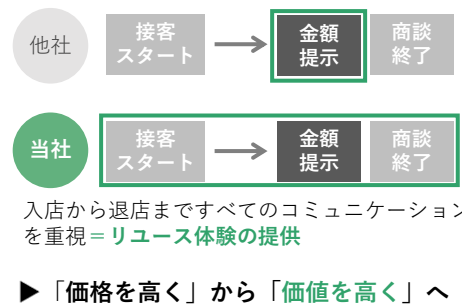 他社
接客
スタート
金額
提示
商談
終了
当社
接客
スタート
金額
提示
商談
終了
入店から退店まですべてのコミュニケーション
を重視＝リユース体験の提供
▶「価格を高く」から「価値を高く」へ